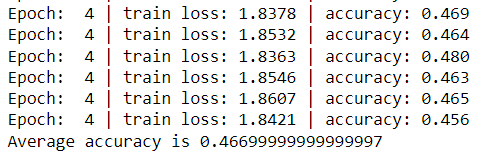 Epoch:  4 | train loss: 1.8378 | accuracy: 0.469
Epoch:  4 | train loss: 1.8532 | accuracy: 0.464
Epoch:  4 | train loss: 1.8363 | accuracy: 0.480
Epoch:  4 | train loss: 1.8546 | accuracy: 0.463
Epoch:  4 | train loss: 1.8607 | accuracy: 0.465
Epoch:  4 | train loss: 1.8421 | accuracy: 0.456
Average accuracy is 0.46699999999999997